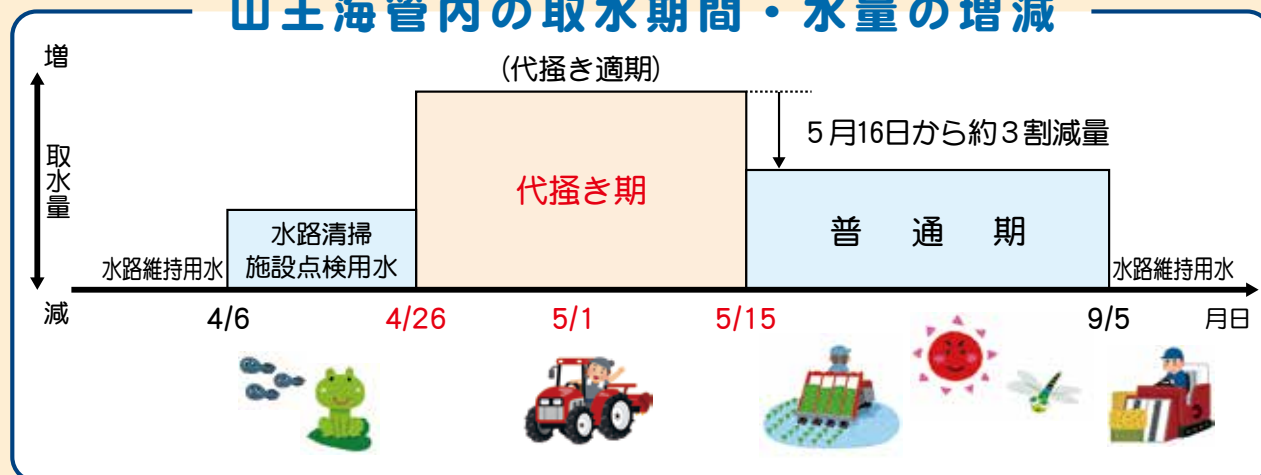 山王海管内の取水期間・水量の増減
増
(代掻き適期)
5月16日から約3割減量
取水量
代掻き期
水路清掃
施設点検用水
普通期
水路維持用水
水路維持用水
減
4/6
4/26
5/1
5/15
9/5
月日